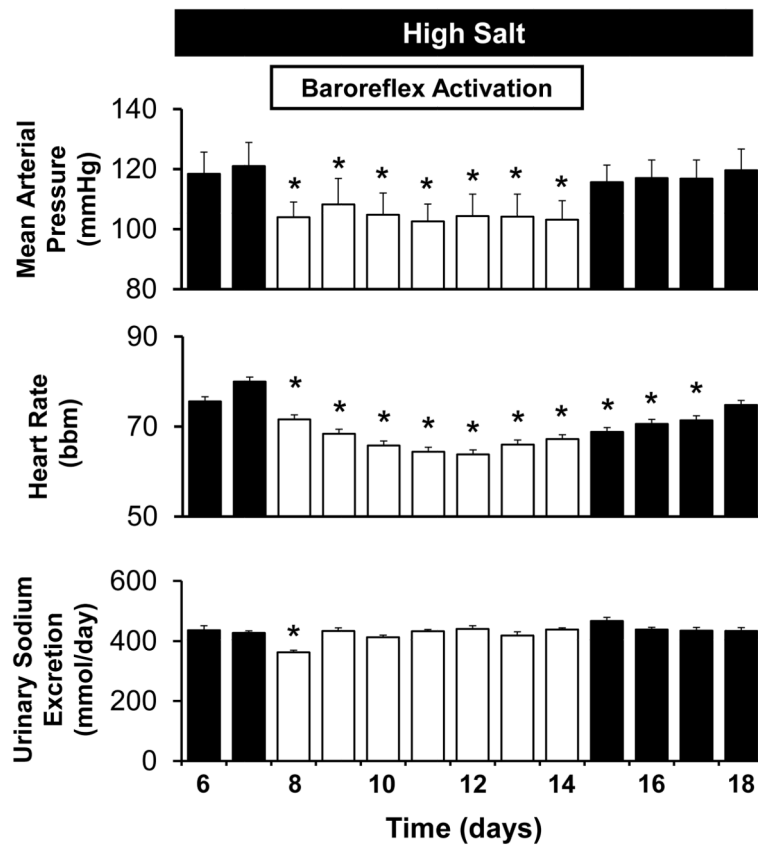 High Salt
Baroreflex Activation
Mean Arterial
Pressure
(mmHg)
140
120
100
80
* * * * * * *
Heart Rate
(bbm)
90
70
50
* * * * * * * * * *
Urinary Sodium
Excretion
(mmol/day)
600
400
200
0
*
6 8 10 12 14 16 18
Time (days)